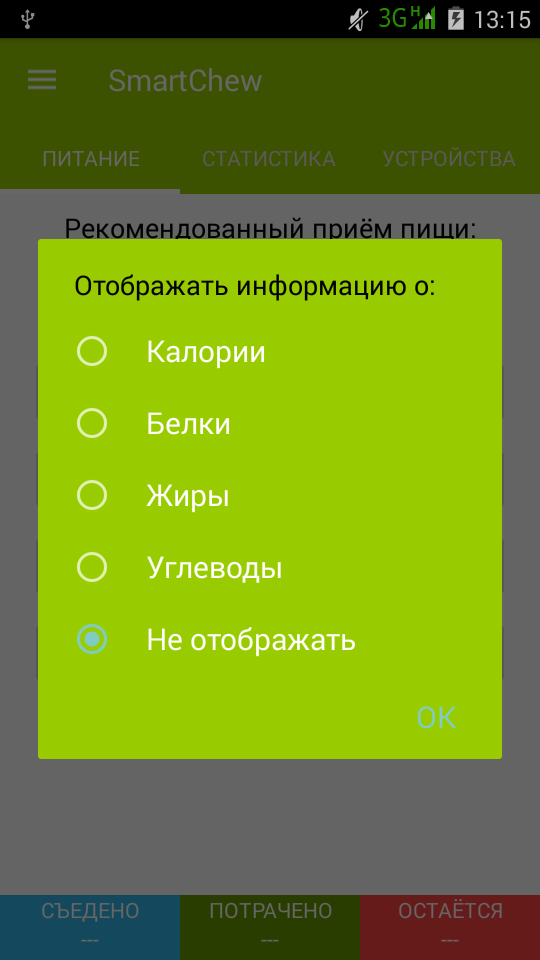 3G H 13:15
SmartChew
ПИТАНИЕ СТАТИСТИКА УСТРОЙСТВА
Рекомендованный приём пищи:
Отображать информацию о:
Калории
Белки
Жиры
Углеводы
Не отображать
ОК
СЪЕДЕНО ПОТРАЧЕНО ОСТАЁТСЯ
--- --- ---